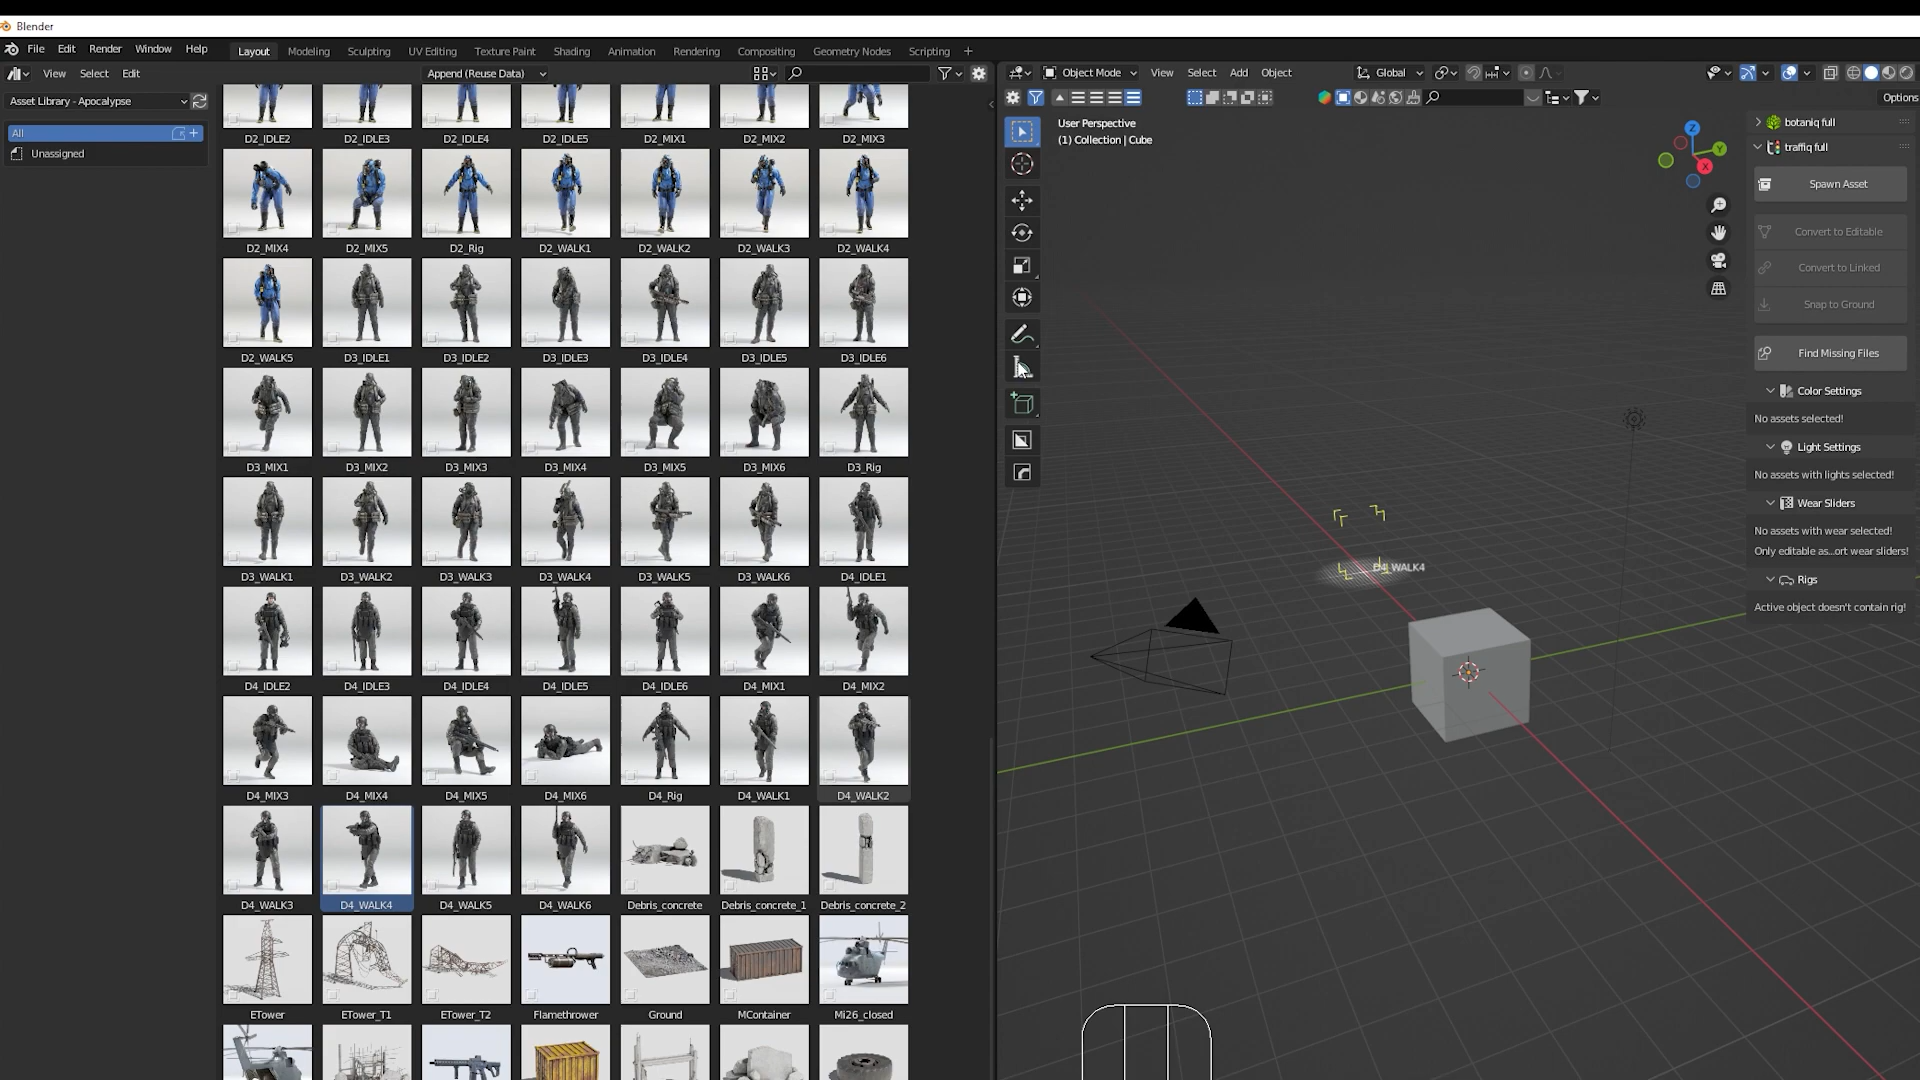 Blender
File Edit Render Window Help Layout Modeling Sculpting UV Editing Texture Paint Shading Animation Rendering Compositing Geometry Nodes Scripting +
View Select Edit Append (Reuse Data)
Object Mode View Select Add Object Global
Asset Library - Apocalypse
Options
All
Unassigned
User Perspective
(1) Collection | Cube
Z
Y
X
botaniq full
traffiq full
Spawn Asset
Convert to Editable
Convert to Linked
Snap to Ground
Find Missing Files
Color Settings
No assets selected!
Light Settings
No assets with lights selected!
Wear Sliders
No assets with wear selected!
Only editable as...ort wear sliders!
Rigs
Active object doesn't contain rig!
D4_WALK4
D2_IDLE2 D2_IDLE3 D2_IDLE4 D2_IDLE5 D2_MIX1 D2_MIX2 D2_MIX3
D2_MIX4 D2_MIX5 D2_Rig D2_WALK1 D2_WALK2 D2_WALK3 D2_WALK4
D2_WALK5 D3_IDLE1 D3_IDLE2 D3_IDLE3 D3_IDLE4 D3_IDLE5 D3_IDLE6
D3_MIX1 D3_MIX2 D3_MIX3 D3_MIX4 D3_MIX5 D3_MIX6 D3_Rig
D3_WALK1 D3_WALK2 D3_WALK3 D3_WALK4 D3_WALK5 D3_WALK6 D4_IDLE1
D4_IDLE2 D4_IDLE3 D4_IDLE4 D4_IDLE5 D4_IDLE6 D4_MIX1 D4_MIX2
D4_MIX3 D4_MIX4 D4_MIX5 D4_MIX6 D4_Rig D4_WALK1 D4_WALK2
D4_WALK3 D4_WALK4 D4_WALK5 D4_WALK6 Debris_concrete Debris_concrete_1 Debris_concrete_2
ETower ETower_T1 ETower_T2 Flamethrower Ground MContainer Mi26_closed